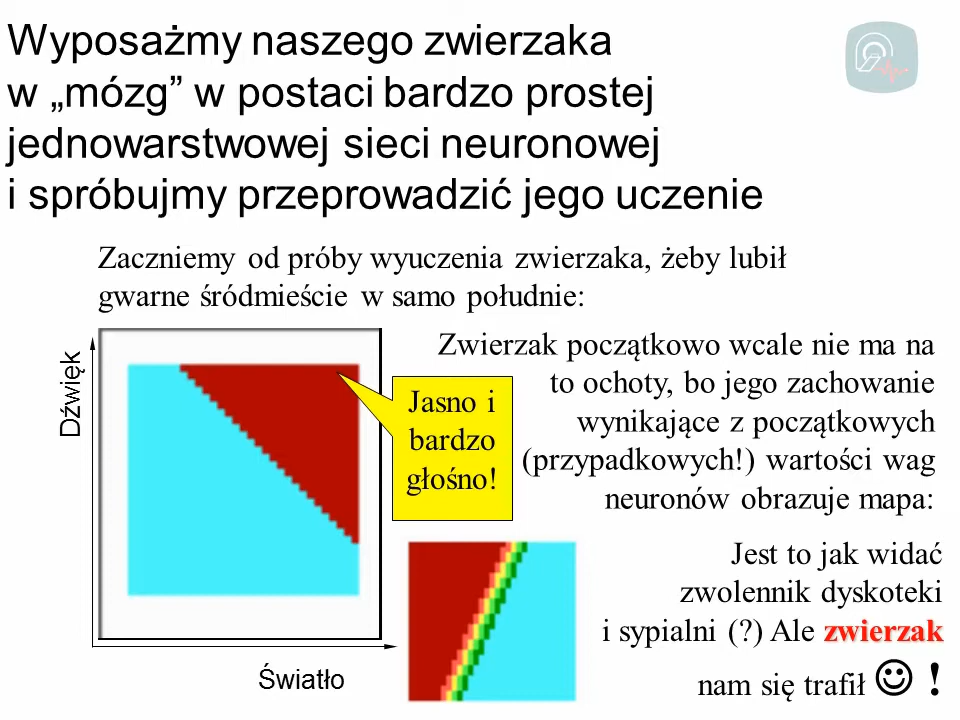 Wyposażmy naszego zwierzaka
w „mózg” w postaci bardzo prostej
jednowarstwowej sieci neuronowej
i spróbujmy przeprowadzić jego uczenie
Zaczniemy od próby wyuczenia zwierzaka, żeby lubił
gwarne śródmieście w samo południe:
Dźwięk
Jasno i
bardzo
głośno!
Światło
Zwierzak początkowo wcale nie ma na
to ochoty, bo jego zachowanie
wynikające z początkowych
(przypadkowych!) wartości wag
neuronów obrazuje mapa:
Jest to jak widać
zwolennik dyskoteki
i sypialni (?) Ale zwierzak
nam się trafił ☺ !